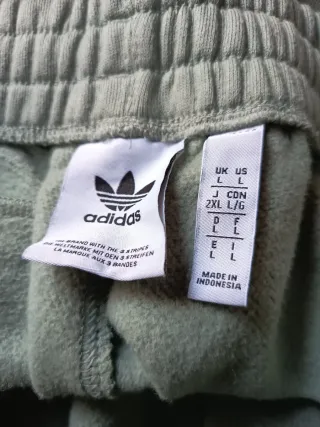 adidas
THE BRAND WITH THE 3 STRIPES
DIE WELTMARKE MIT DEN 3 STREIFEN
LA MARQUE AUX 3 BANDES
UK US
L L
J CDN
2XL L/G
D F
L L
E I
L L
MADE IN
INDONESIA